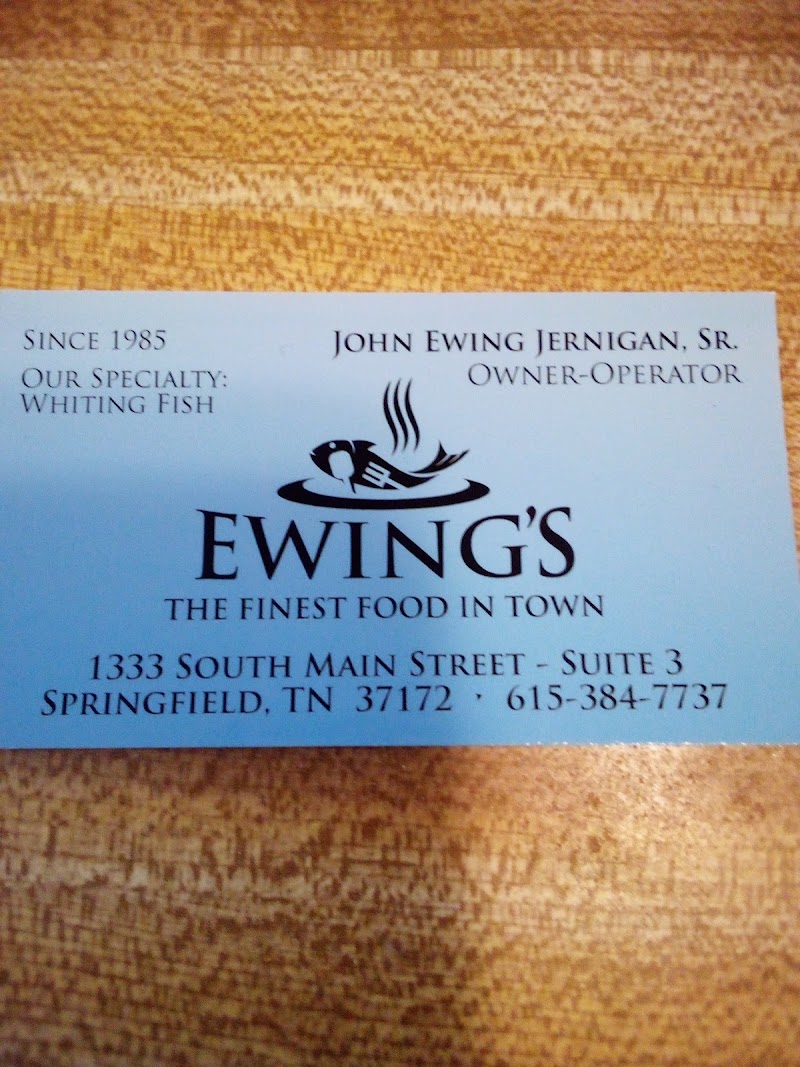 SINCE 1985
OUR SPECIALTY:
WHITING FISH
JOHN EWING JERNIGAN, SR.
OWNER-OPERATOR
EWING'S
THE FINEST FOOD IN TOWN
1333 SOUTH MAIN STREET - SUITE 3
SPRINGFIELD, TN 37172 · 615-384-7737